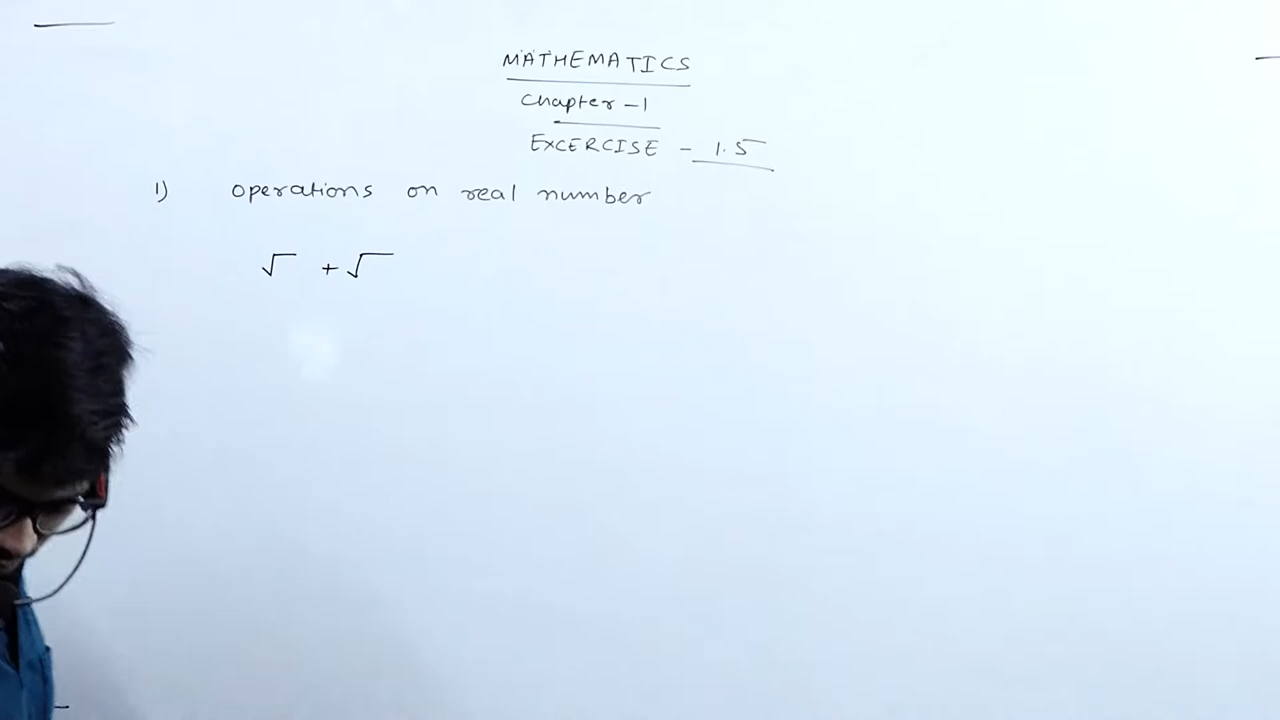 MATHEMATICS
Chapter - 1
EXCERCISE - 1.5
1) operations on real number
√ + √